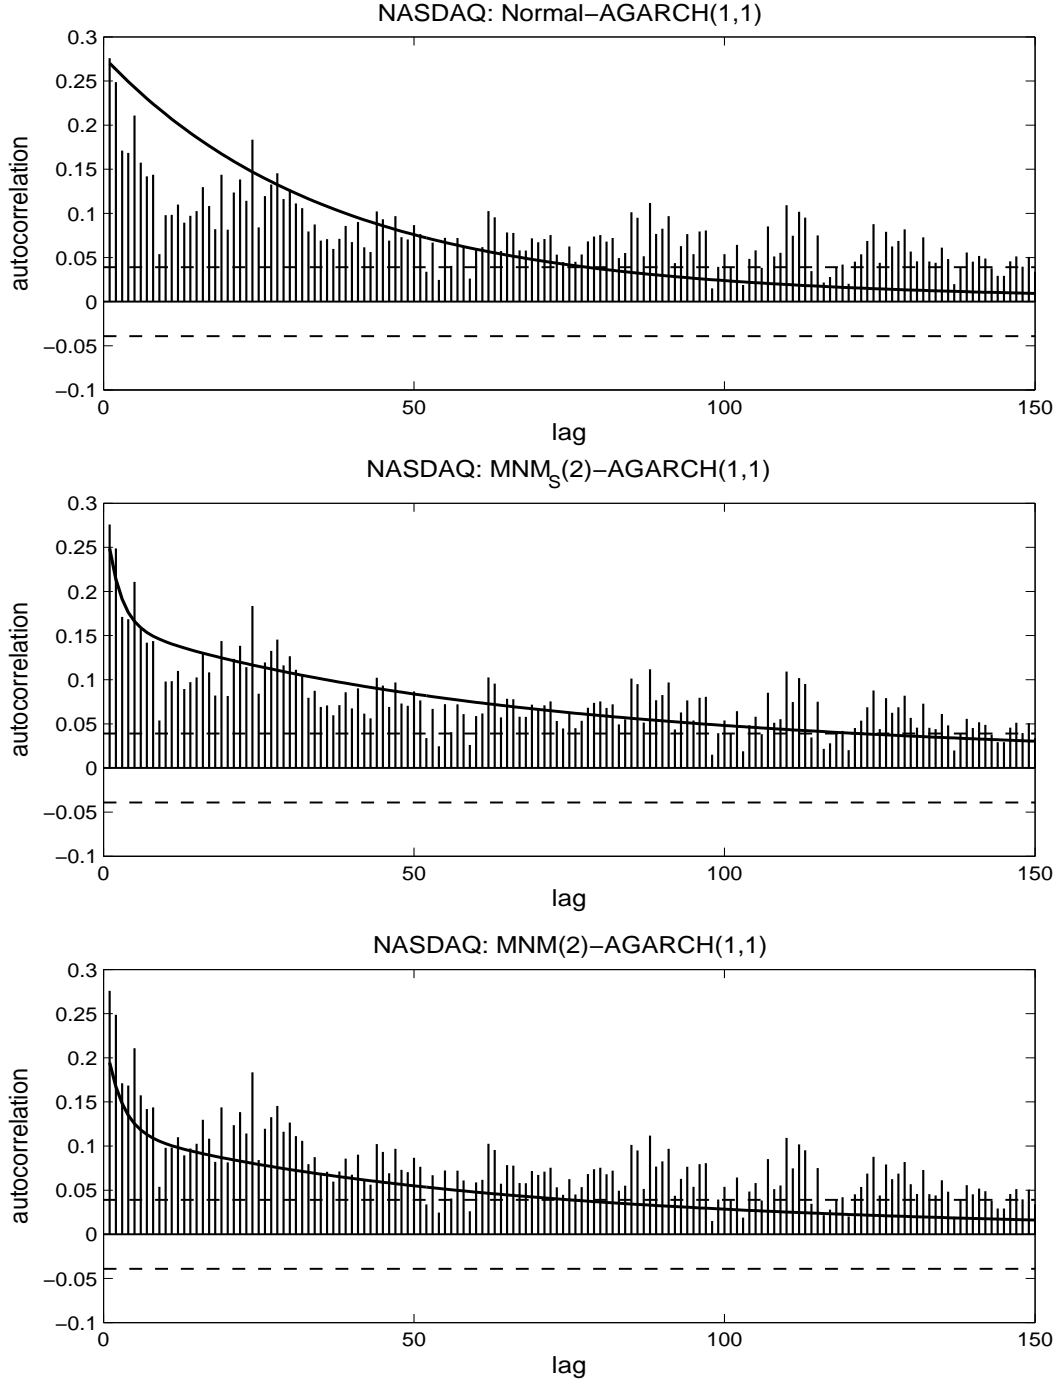 NASDAQ: Normal−AGARCH(1,1)
0.3
0.25
0.2
0.15
0.1
0.05
0
−0.05
−0.1
autocorrelation
0 50 100 150
lag
NASDAQ: MNM_S(2)−AGARCH(1,1)
0.3
0.25
0.2
0.15
0.1
0.05
0
−0.05
−0.1
autocorrelation
0 50 100 150
lag
NASDAQ: MNM(2)−AGARCH(1,1)
0.3
0.25
0.2
0.15
0.1
0.05
0
−0.05
−0.1
autocorrelation
0 50 100 150
lag